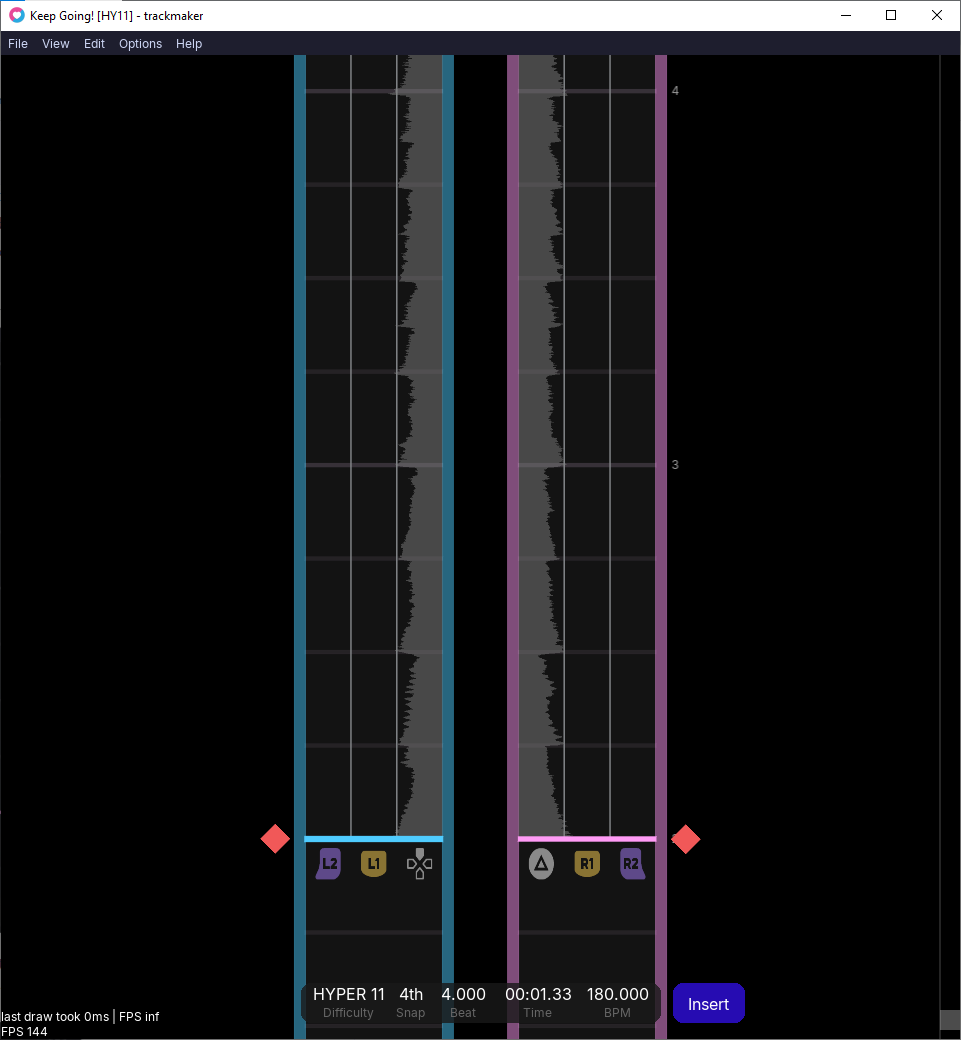 Keep Going! [HY11] - trackmaker
File View Edit Options Help
4
3
L2 L1 R1 R2
HYPER 11 4th 4.000 00:01.33 180.000
Difficulty Snap Beat Time BPM
Insert
last draw took 0ms | FPS inf
FPS 144